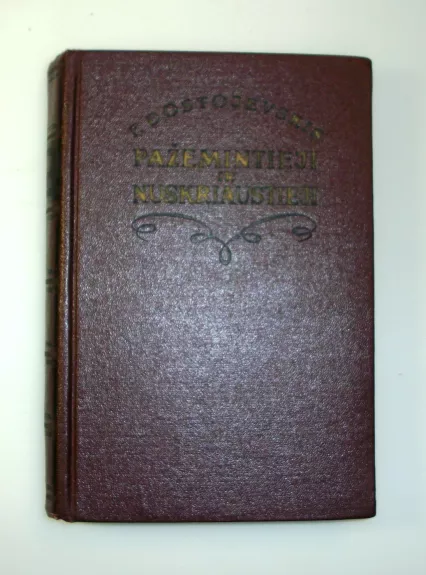 F. DOSTOJEVSKIS
PAŽEMINTIEJI
IR
NUSKRIAUSTIEJI